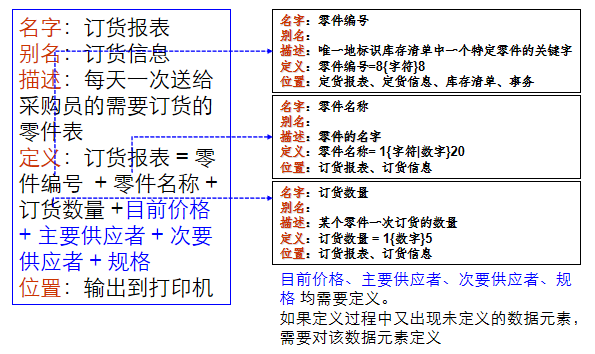 名字：订货报表
别名：订货信息
描述：每天一次送给
采购员的需要订货的
零件表
定义：订货报表 = 零
件编号 + 零件名称 +
订货数量 +目前价格
+ 主要供应者 + 次要
供应者 + 规格
位置：输出到打印机
名字：零件编号
别名：
描述：唯一地标识库存清单中一个特定零件的关键字
定义：零件编号=8{字符}8
位置：定货报表、定货信息、库存清单、事务
名字：零件名称
别名：
描述：零件的名字
定义：零件名称= 1{字符|数字}20
位置：订货报表、订货信息
名字：订货数量
别名：
描述：某个零件一次订货的数量
定义：订货数量 = 1{数字}5
位置：订货报表、订货信息
目前价格、主要供应者、次要供应者、规
格 均需要定义。
如果定义过程中又出现未定义的数据元素，
需要对该数据元素定义